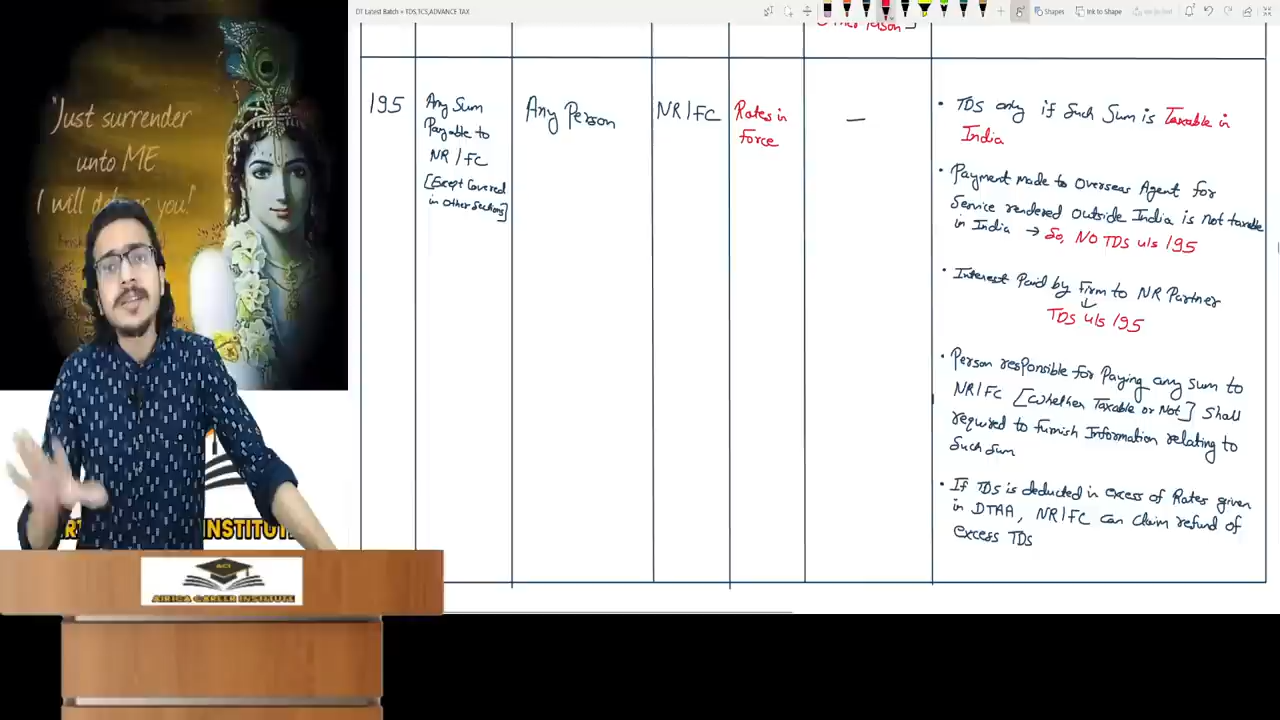 DT Latest Batch + TDS,TCS,ADVANCE TAX
Shapes
Ink to Shape
"Just surrender
unto ME
I will de er you!'
INSTITUT
ACI
AIRICA CAREER INSTITUTE
195
Any Sum
Payable to
NR/FC
[Except Covered
in other Sections]
Any Person
NR/FC
Rates in
Force
—
• TDS only if Such Sum is Taxable in
India
• Payment made to Overseas Agent for
Service rendered outside India is not taxable
in India → So, NO TDS u/s 195
• Interest Paid by Firm to NR Partner
↓
TDS u/s 195
• Person responsible for Paying any sum to
NR/FC [Whether Taxable or Not] Shall
required to furnish Information relating to
Such Sum
• If TDS is deducted in excess of Rates given
in DTAA, NR/FC can claim refund of
excess TDS